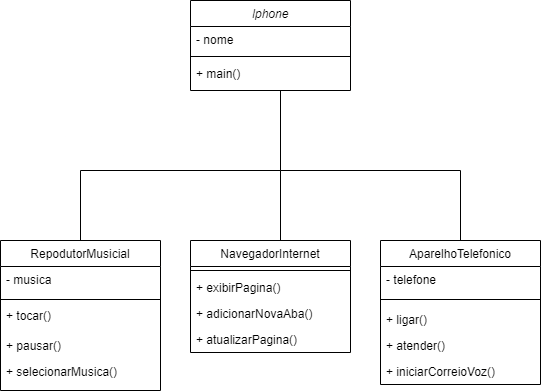 Iphone
- nome
+ main()
RepodutorMusicial
- musica
+ tocar()
+ pausar()
+ selecionarMusica()
NavegadorInternet
+ exibirPagina()
+ adicionarNovaAba()
+ atualizarPagina()
AparelhoTelefonico
- telefone
+ ligar()
+ atender()
+ iniciarCorreioVoz()